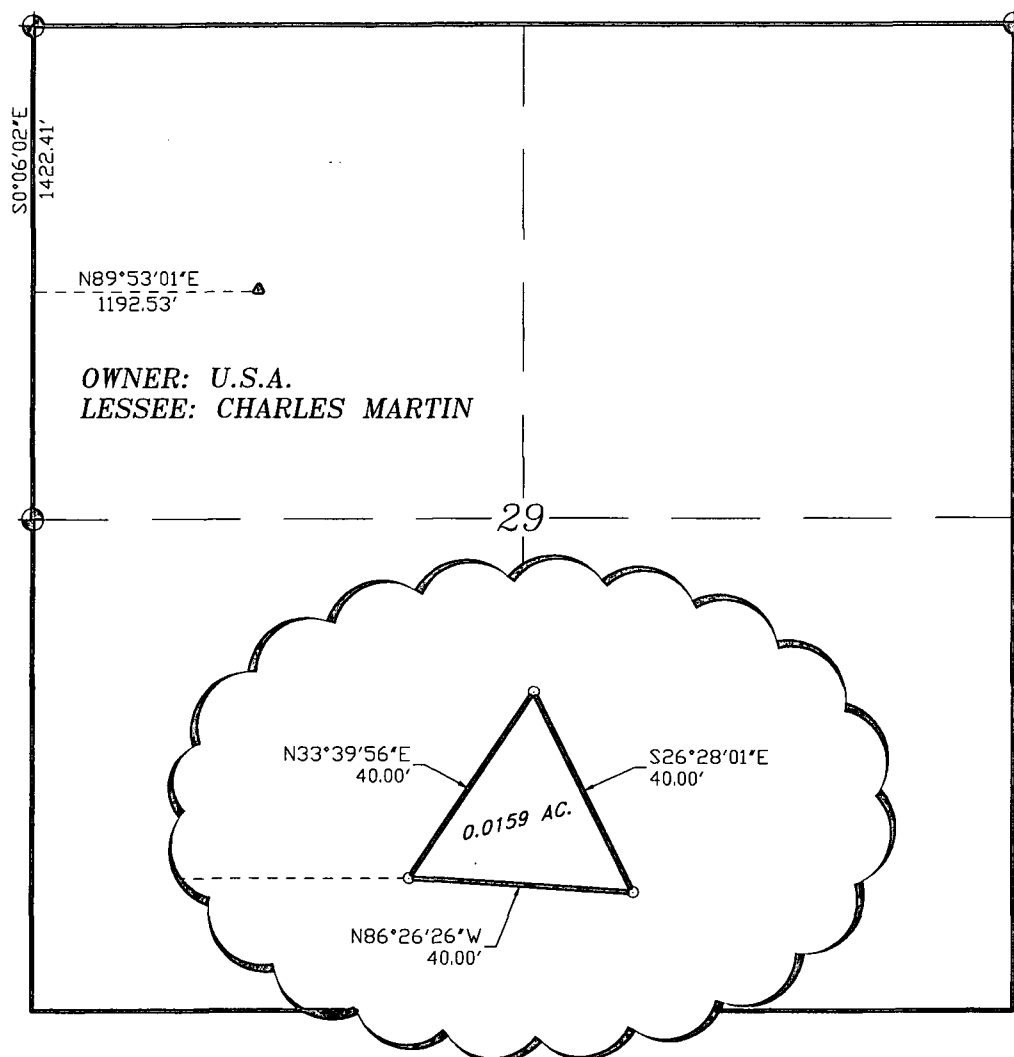 S0°06'02"E
1422.41'
N89°53'01"E
1192.53'
OWNER: U.S.A.
LESSEE: CHARLES MARTIN
29
N33°39'56"E
40.00'
S26°28'01"E
40.00'
0.0159 AC.
N86°26'26"W
40.00'